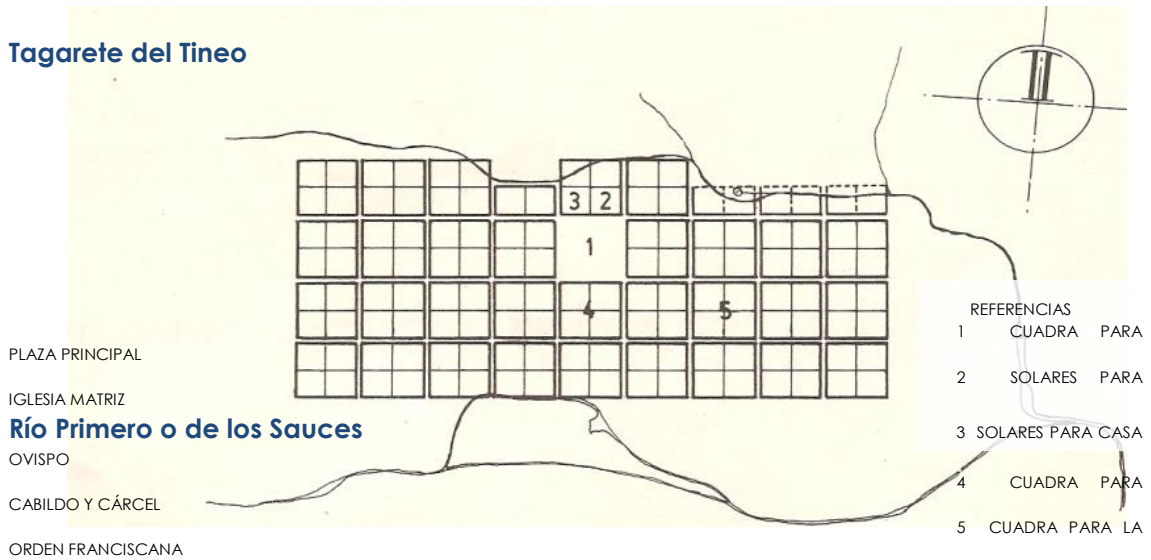 Tagarete del Tineo
3 2
1
4 5
REFERENCIAS
1 CUADRA PARA
PLAZA PRINCIPAL
2 SOLARES PARA
IGLESIA MATRIZ
Río Primero o de los Sauces
3 SOLARES PARA CASA
OVISPO
4 CUADRA PARA
CABILDO Y CÁRCEL
5 CUADRA PARA LA
ORDEN FRANCISCANA